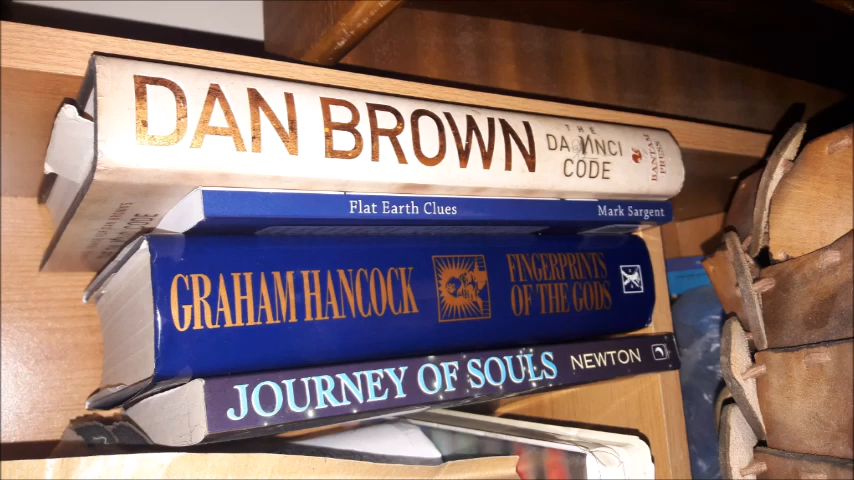 DAN BROWN
THE
DA VINCI
CODE
BANTAM
PRESS
Flat Earth Clues
Mark Sargent
GRAHAM HANCOCK
FINGERPRINTS
OF THE GODS
JOURNEY OF SOULS
NEWTON